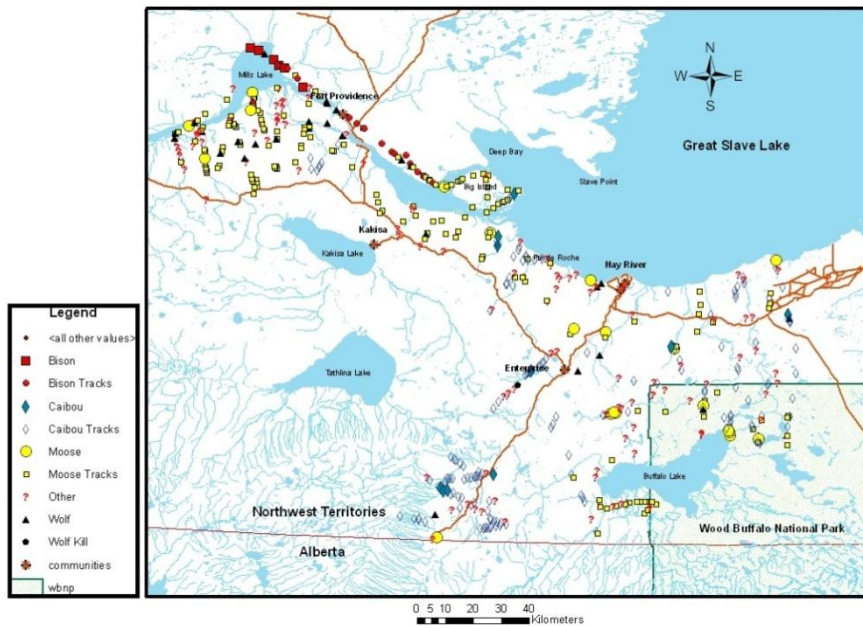 N
W E
S
Mills Lake
Fort Providence
Great Slave Lake
Deep Bay
Slave Point
Big Island
Kakisa
Kakisa Lake
Pointe Roche
Hay River
Tathlina Lake
Enterprise
Buffalo Lake
Northwest Territories
Wood Buffalo National Park
Alberta
Legend
<all other values>
Bison
Bison Tracks
Caibou
Caibou Tracks
Moose
Moose Tracks
? Other
Wolf
Wolf Kill
communities
wbnp
0 5 10 20 30 40
Kilometers